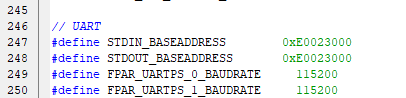 245
246 // UART
247 #define STDIN_BASEADDRESS 0xE0023000
248 #define STDOUT_BASEADDRESS 0xE0023000
249 #define FPAR_UARTPS_0_BAUDRATE 115200
250 #define FPAR_UARTPS_1_BAUDRATE 115200